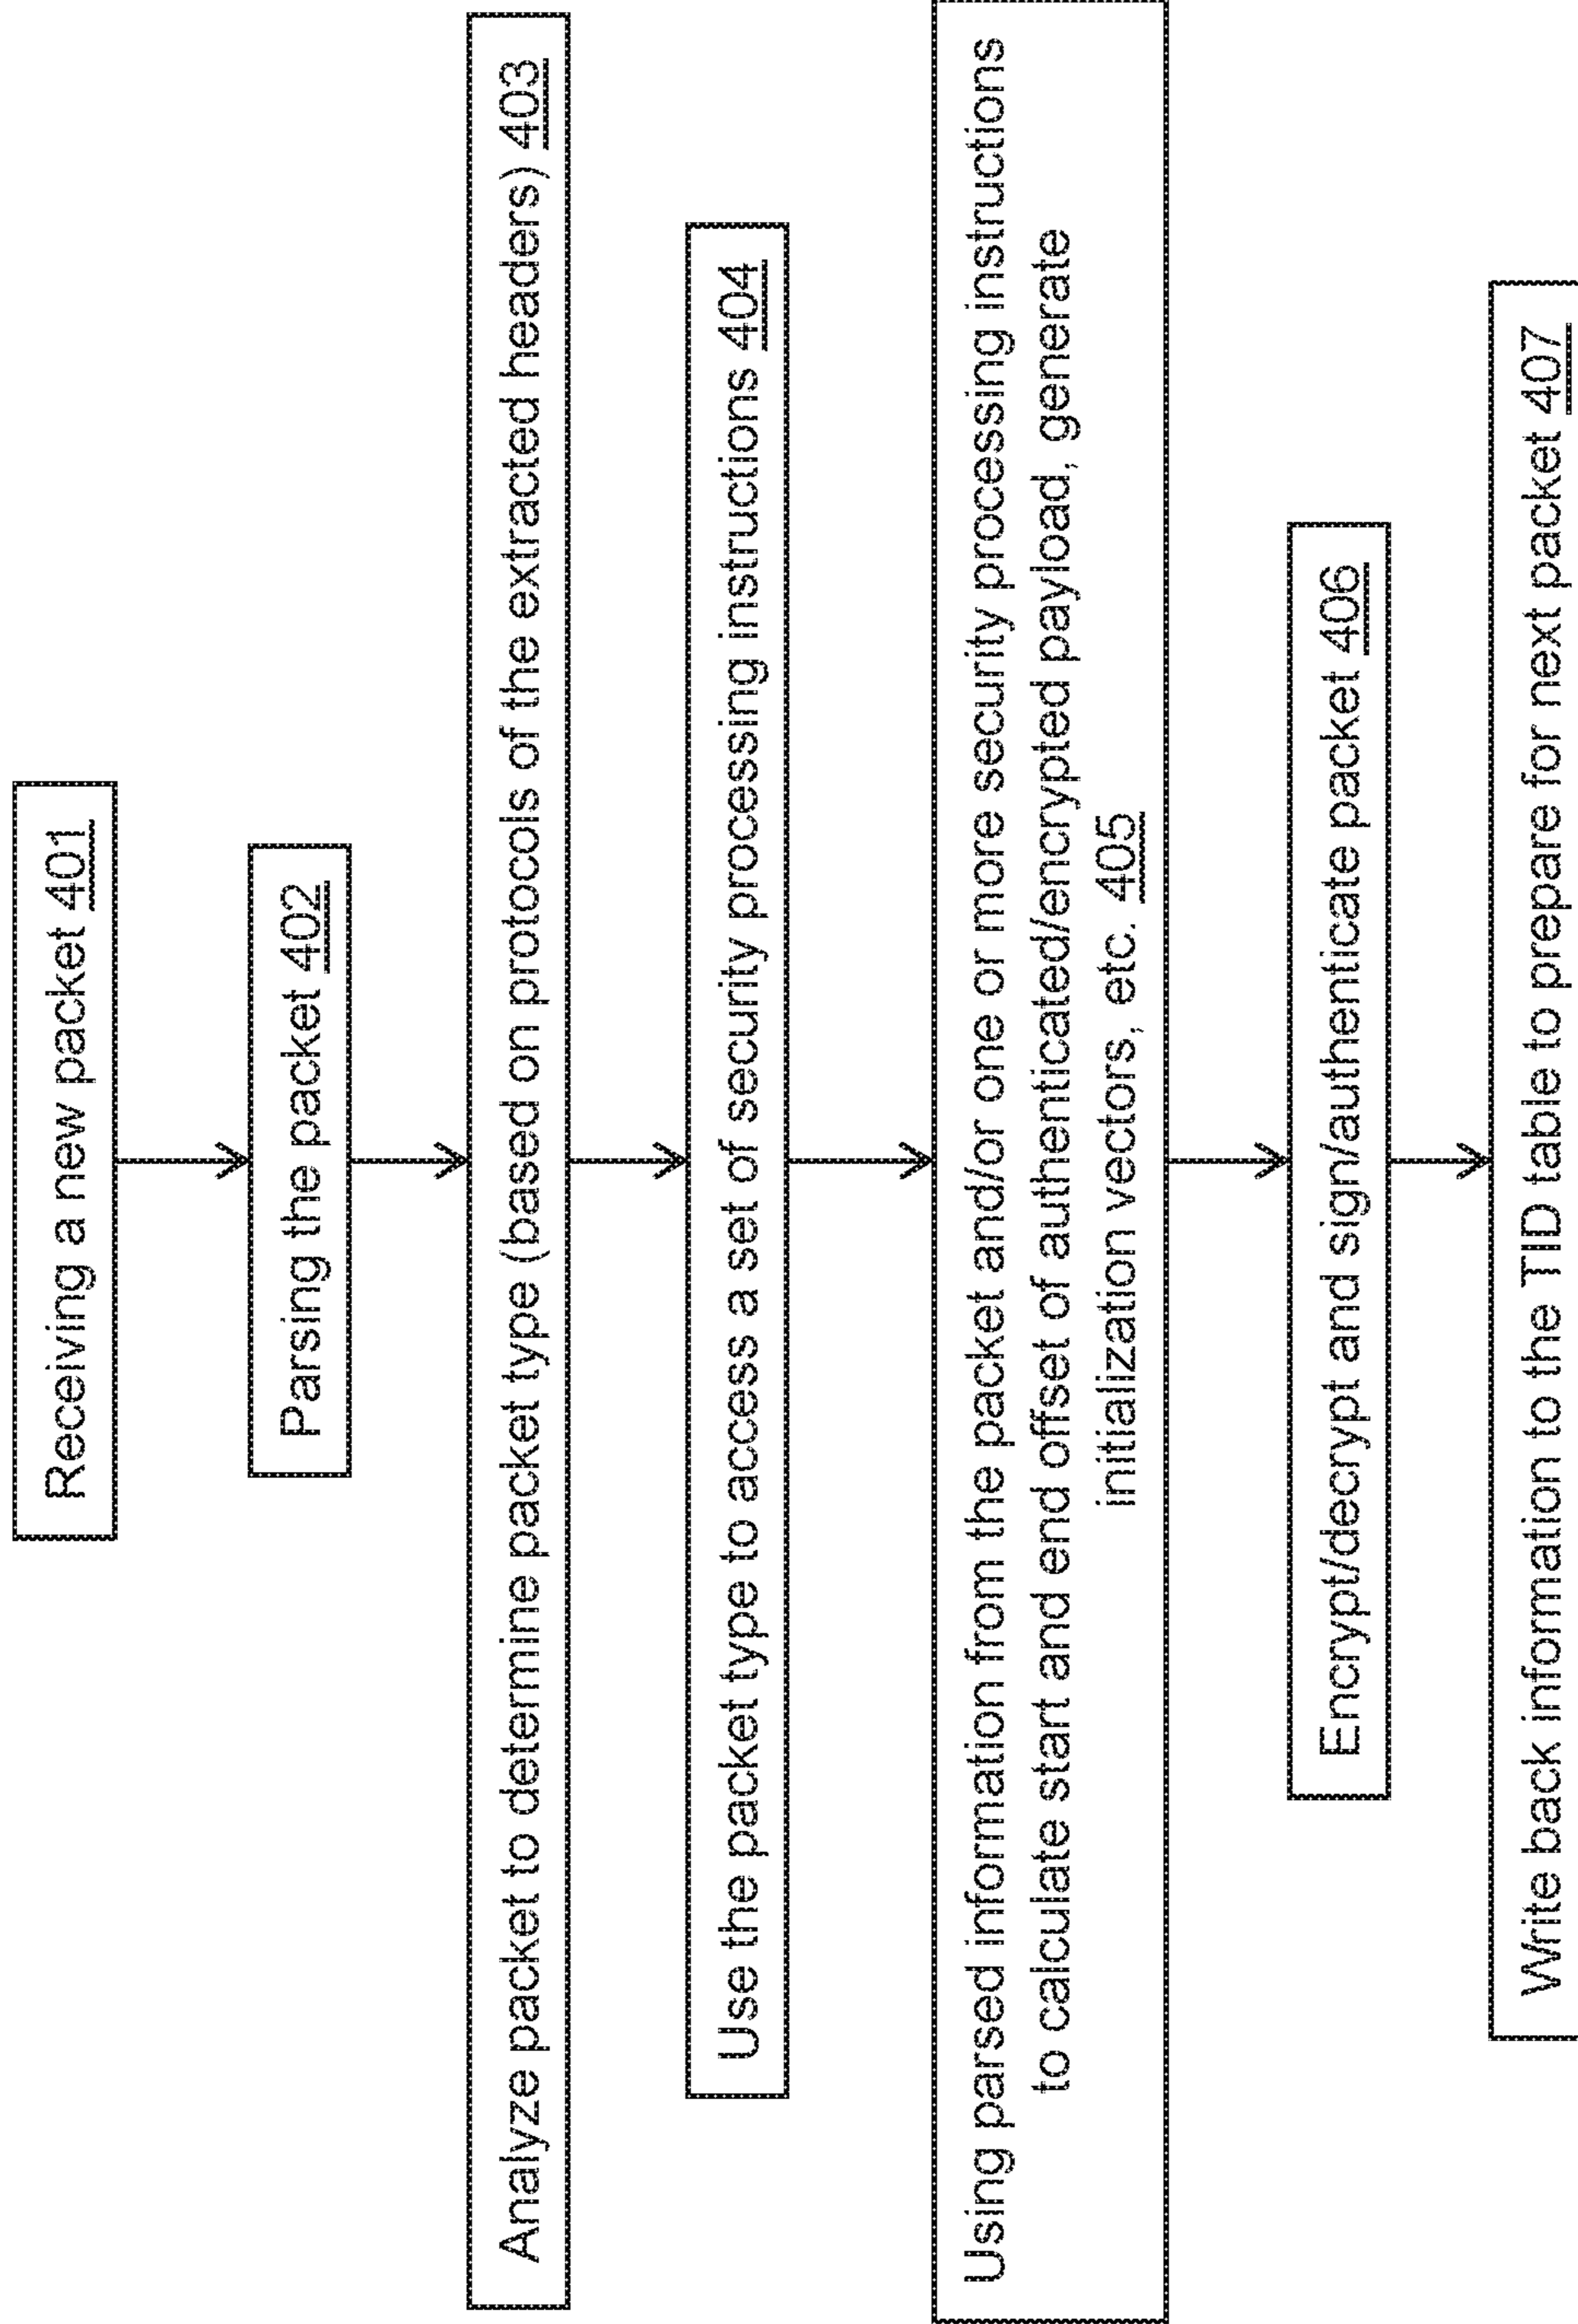 Receiving a new packet 401
Parsing the packet 402
Analyze packet to determine packet type (based on protocols of the extracted headers) 403
Use the packet type to access a set of security processing instructions 404
Using parsed information from the packet and/or one or more security processing instructions
to calculate start and end offset of authenticated/encrypted payload, generate
initialization vectors, etc. 405
Encrypt/decrypt and sign/authenticate packet 406
Write back information to the TID table to prepare for next packet 407